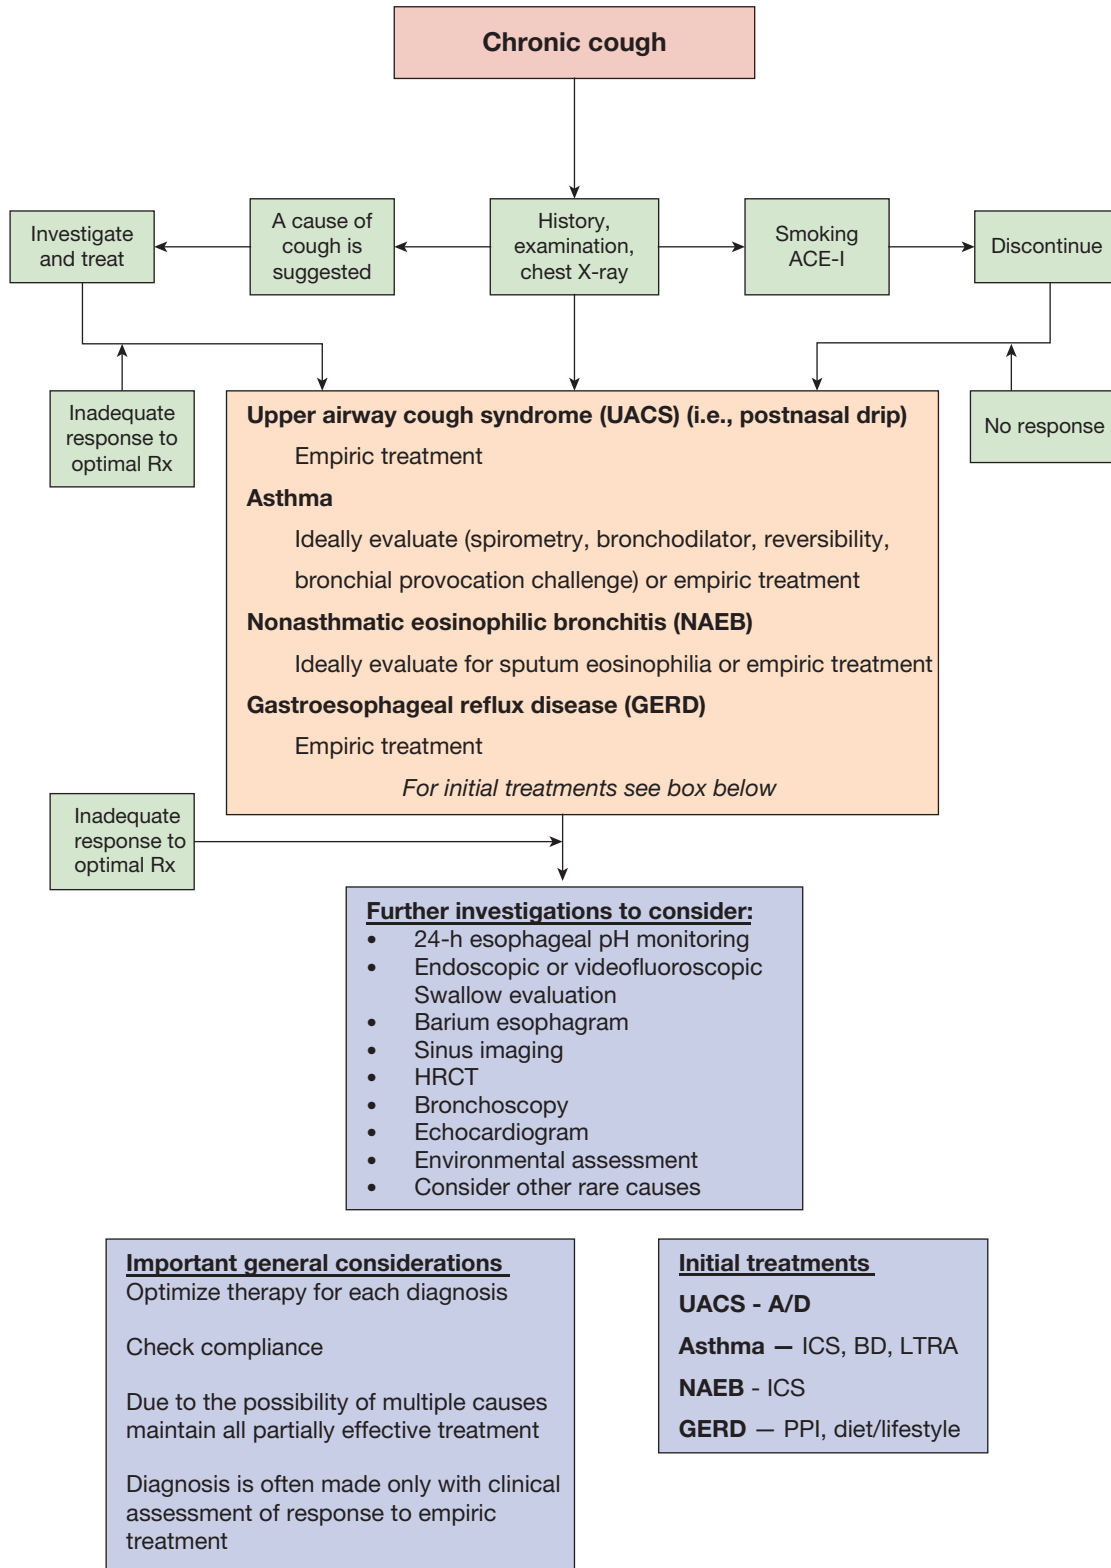 Chronic cough
Investigate
and treat
A cause of
cough is
suggested
History,
examination,
chest X-ray
Smoking
ACE-I
Discontinue
Inadequate
response to
optimal Rx
No response
Upper airway cough syndrome (UACS) (i.e., postnasal drip)
Empiric treatment
Asthma
Ideally evaluate (spirometry, bronchodilator, reversibility,
bronchial provocation challenge) or empiric treatment
Nonasthmatic eosinophilic bronchitis (NAEB)
Ideally evaluate for sputum eosinophilia or empiric treatment
Gastroesophageal reflux disease (GERD)
Empiric treatment
For initial treatments see box below
Inadequate
response to
optimal Rx
Further investigations to consider:
• 24-h esophageal pH monitoring
• Endoscopic or videofluoroscopic
Swallow evaluation
• Barium esophagram
• Sinus imaging
• HRCT
• Bronchoscopy
• Echocardiogram
• Environmental assessment
• Consider other rare causes
Important general considerations
Optimize therapy for each diagnosis
Check compliance
Due to the possibility of multiple causes
maintain all partially effective treatment
Diagnosis is often made only with clinical
assessment of response to empiric
treatment
Initial treatments
UACS - A/D
Asthma — ICS, BD, LTRA
NAEB - ICS
GERD — PPI, diet/lifestyle